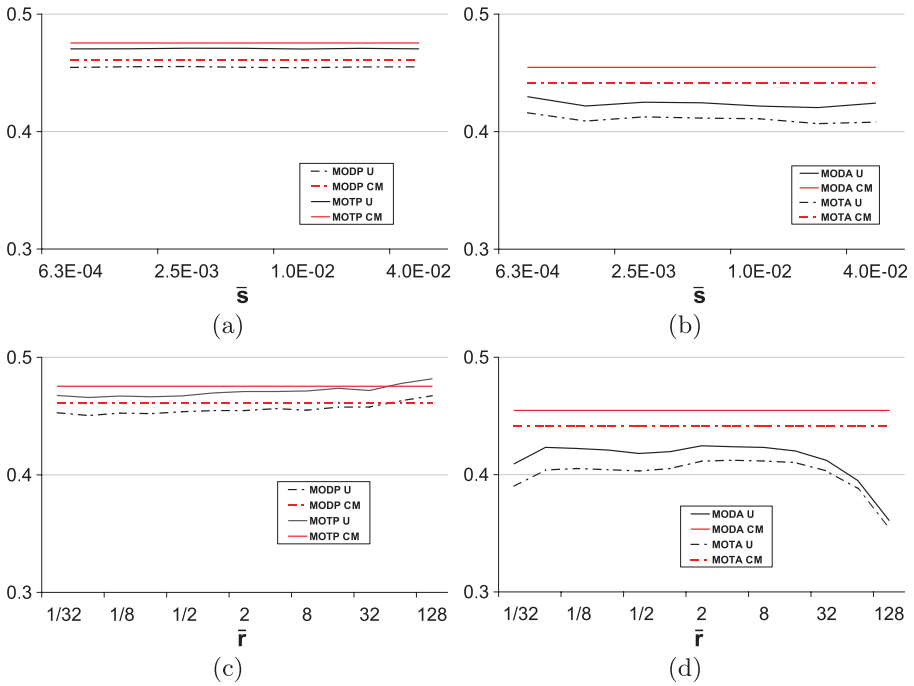 0.5
0.4
0.3
MODP U
MODP CM
MOTP U
MOTP CM
6.3E-04 2.5E-03 1.0E-02 4.0E-02
s̄
(a)
0.5
0.4
0.3
MODA U
MODA CM
MOTA U
MOTA CM
6.3E-04 2.5E-03 1.0E-02 4.0E-02
s̄
(b)
0.5
0.4
0.3
MODP U
MODP CM
MOTP U
MOTP CM
1/32 1/8 1/2 2 8 32 128
r̄
(c)
0.5
0.4
0.3
MODA U
MODA CM
MOTA U
MOTA CM
1/32 1/8 1/2 2 8 32 128
r̄
(d)